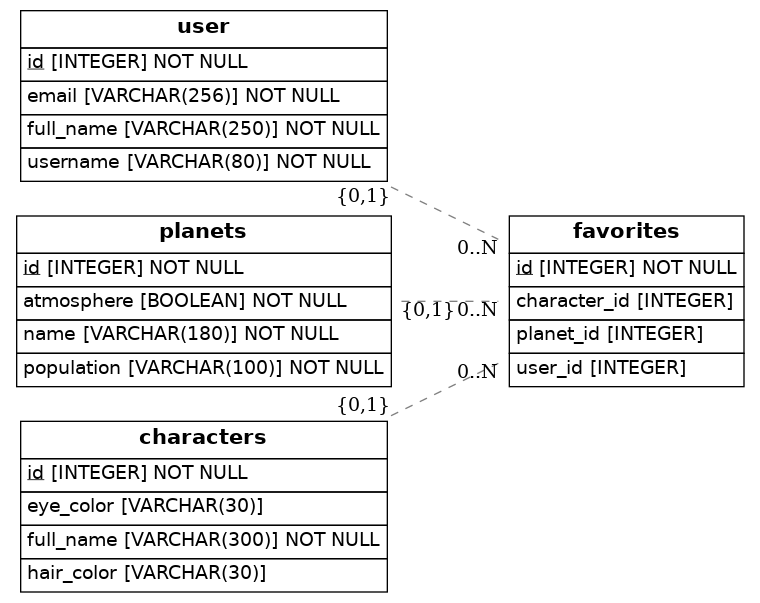 user
id [INTEGER] NOT NULL
email [VARCHAR(256)] NOT NULL
full_name [VARCHAR(250)] NOT NULL
username [VARCHAR(80)] NOT NULL
{0,1}
0..N
planets
id [INTEGER] NOT NULL
atmosphere [BOOLEAN] NOT NULL
name [VARCHAR(180)] NOT NULL
population [VARCHAR(100)] NOT NULL
{0,1}
0..N
favorites
id [INTEGER] NOT NULL
character_id [INTEGER]
planet_id [INTEGER]
user_id [INTEGER]
0..N
{0,1}
characters
id [INTEGER] NOT NULL
eye_color [VARCHAR(30)]
full_name [VARCHAR(300)] NOT NULL
hair_color [VARCHAR(30)]